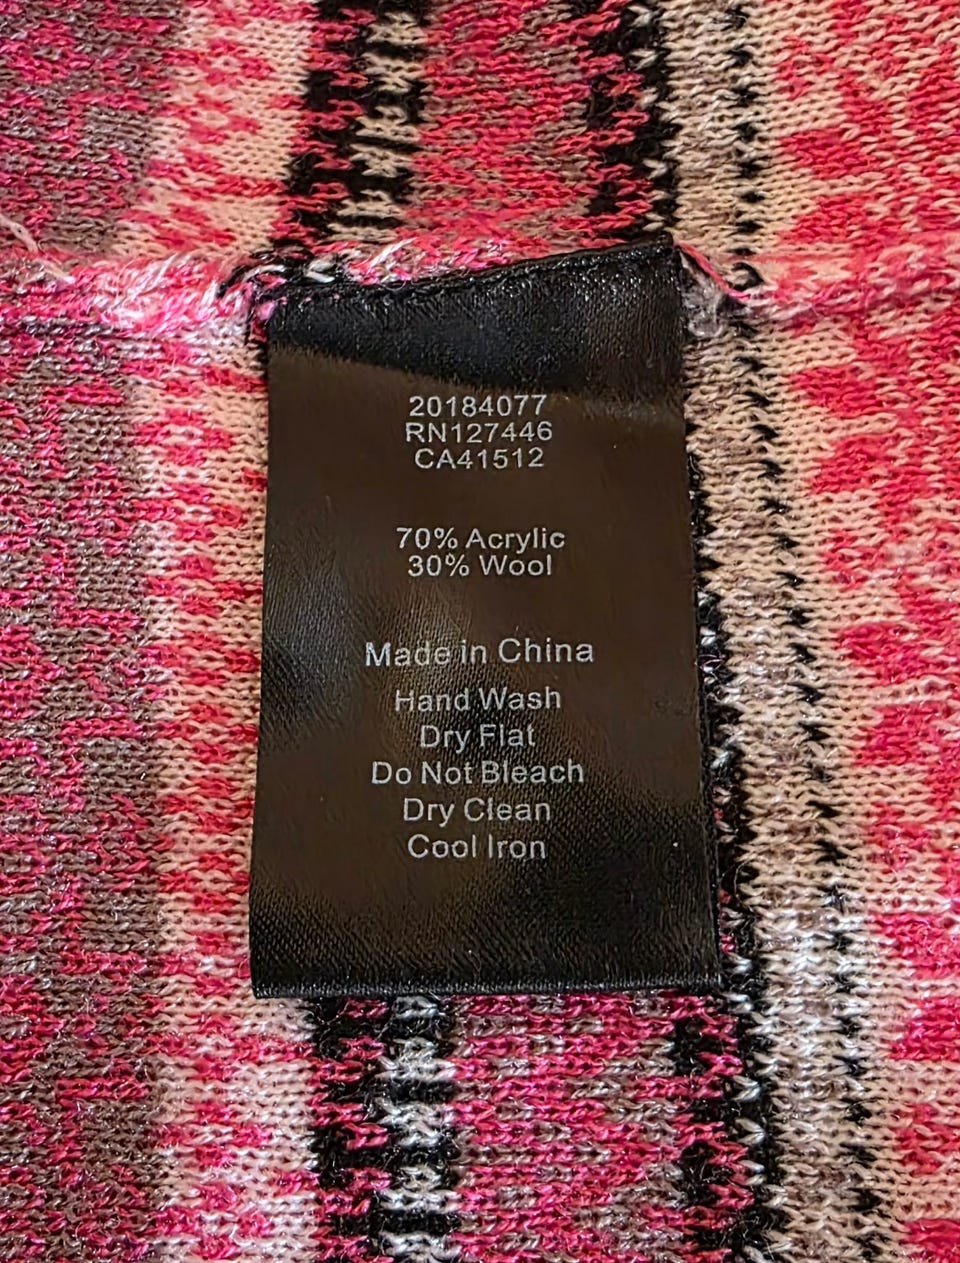 20184077
RN127446
CA41512
70% Acrylic
30% Wool
Made in China
Hand Wash
Dry Flat
Do Not Bleach
Dry Clean
Cool Iron